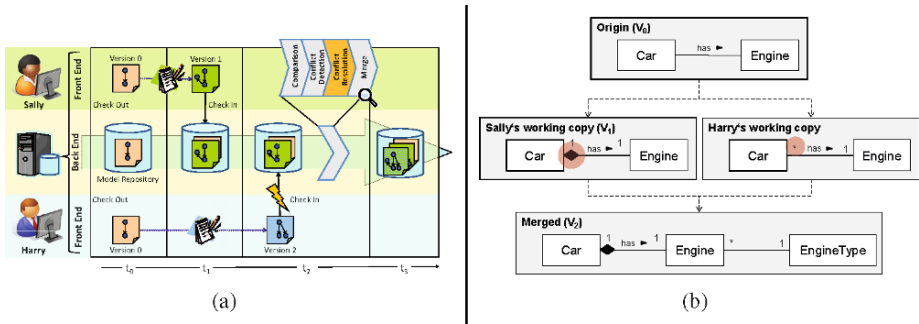 Front End
Version 0
Version 1
Sally
Check Out
Check In
Comparison
Conflict
Detection
Conflict
Resolution
Merge
Back End
Model Repository
Front End
Check Out
Check In
Harry
Version 0
Version 2
t0
t1
t2
(a)
Origin (V0)
Car
has
Engine
Sally's working copy (V1)
Car
1
has
1
Engine
Harry's working copy
Car
*
has
1
Engine
Merged (V2)
Car
1
has
1
Engine
*
1
EngineType
(b)